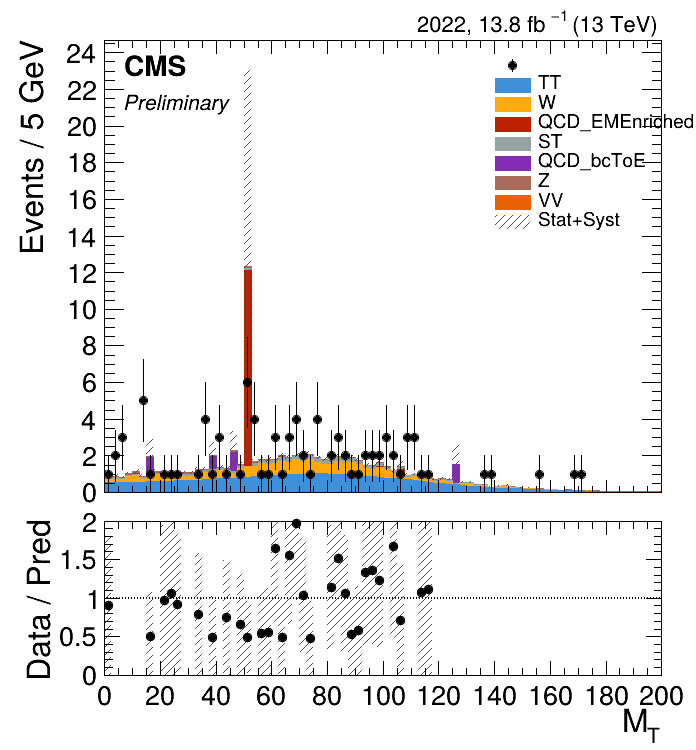 2022, 13.8 fb⁻¹ (13 TeV)
CMS
Preliminary
TT
W
QCD_EMEnriched
ST
QCD_bcToE
Z
VV
Stat+Syst
Events / 5 GeV
24
22
20
18
16
14
12
10
8
6
4
2
0
Data / Pred
2
1.5
1
0.5
0
0 20 40 60 80 100 120 140 160 180 200
M_T